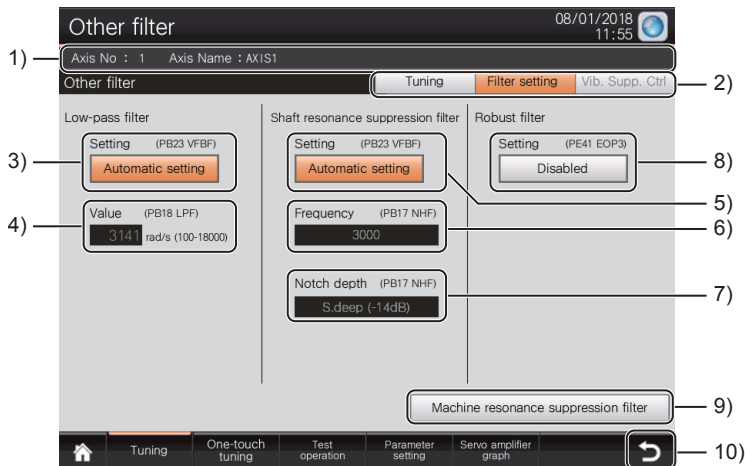 Other filter
08/01/2018
11:55
1)
Axis No : 1 Axis Name : AXIS1
Other filter
Tuning
Filter setting
Vib. Supp. Ctrl
2)
Low-pass filter
Shaft resonance suppression filter
Robust filter
3)
Setting (PB23 VFBF)
Automatic setting
Setting (PB23 VFBF)
Automatic setting
5)
Setting (PE41 EOP3)
Disabled
8)
4)
Value (PB18 LPF)
3141 rad/s (100-18000)
Frequency (PB17 NHF)
3000
6)
Notch depth (PB17 NHF)
S.deep (-14dB)
7)
Machine resonance suppression filter
9)
Tuning
One-touch
tuning
Test
operation
Parameter
setting
Servo amplifier
graph
10)